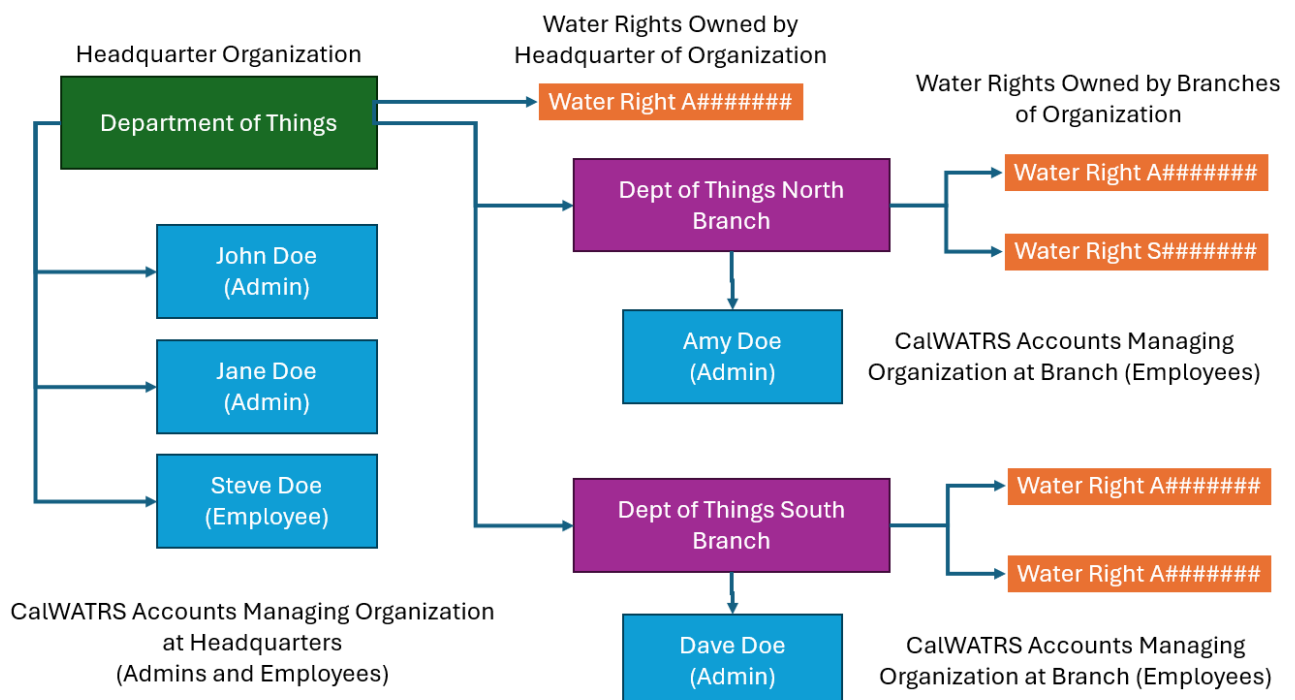 Headquarter Organization
Department of Things
Water Rights Owned by
Headquarter of Organization
Water Right A#######
Water Rights Owned by Branches
of Organization
Dept of Things North
Branch
Water Right A#######
Water Right S#######
John Doe
(Admin)
Jane Doe
(Admin)
Steve Doe
(Employee)
Amy Doe
(Admin)
CalWATRS Accounts Managing
Organization at Branch (Employees)
Dept of Things South
Branch
Water Right A#######
Water Right A#######
CalWATRS Accounts Managing Organization
at Headquarters
(Admins and Employees)
Dave Doe
(Admin)
CalWATRS Accounts Managing
Organization at Branch (Employees)